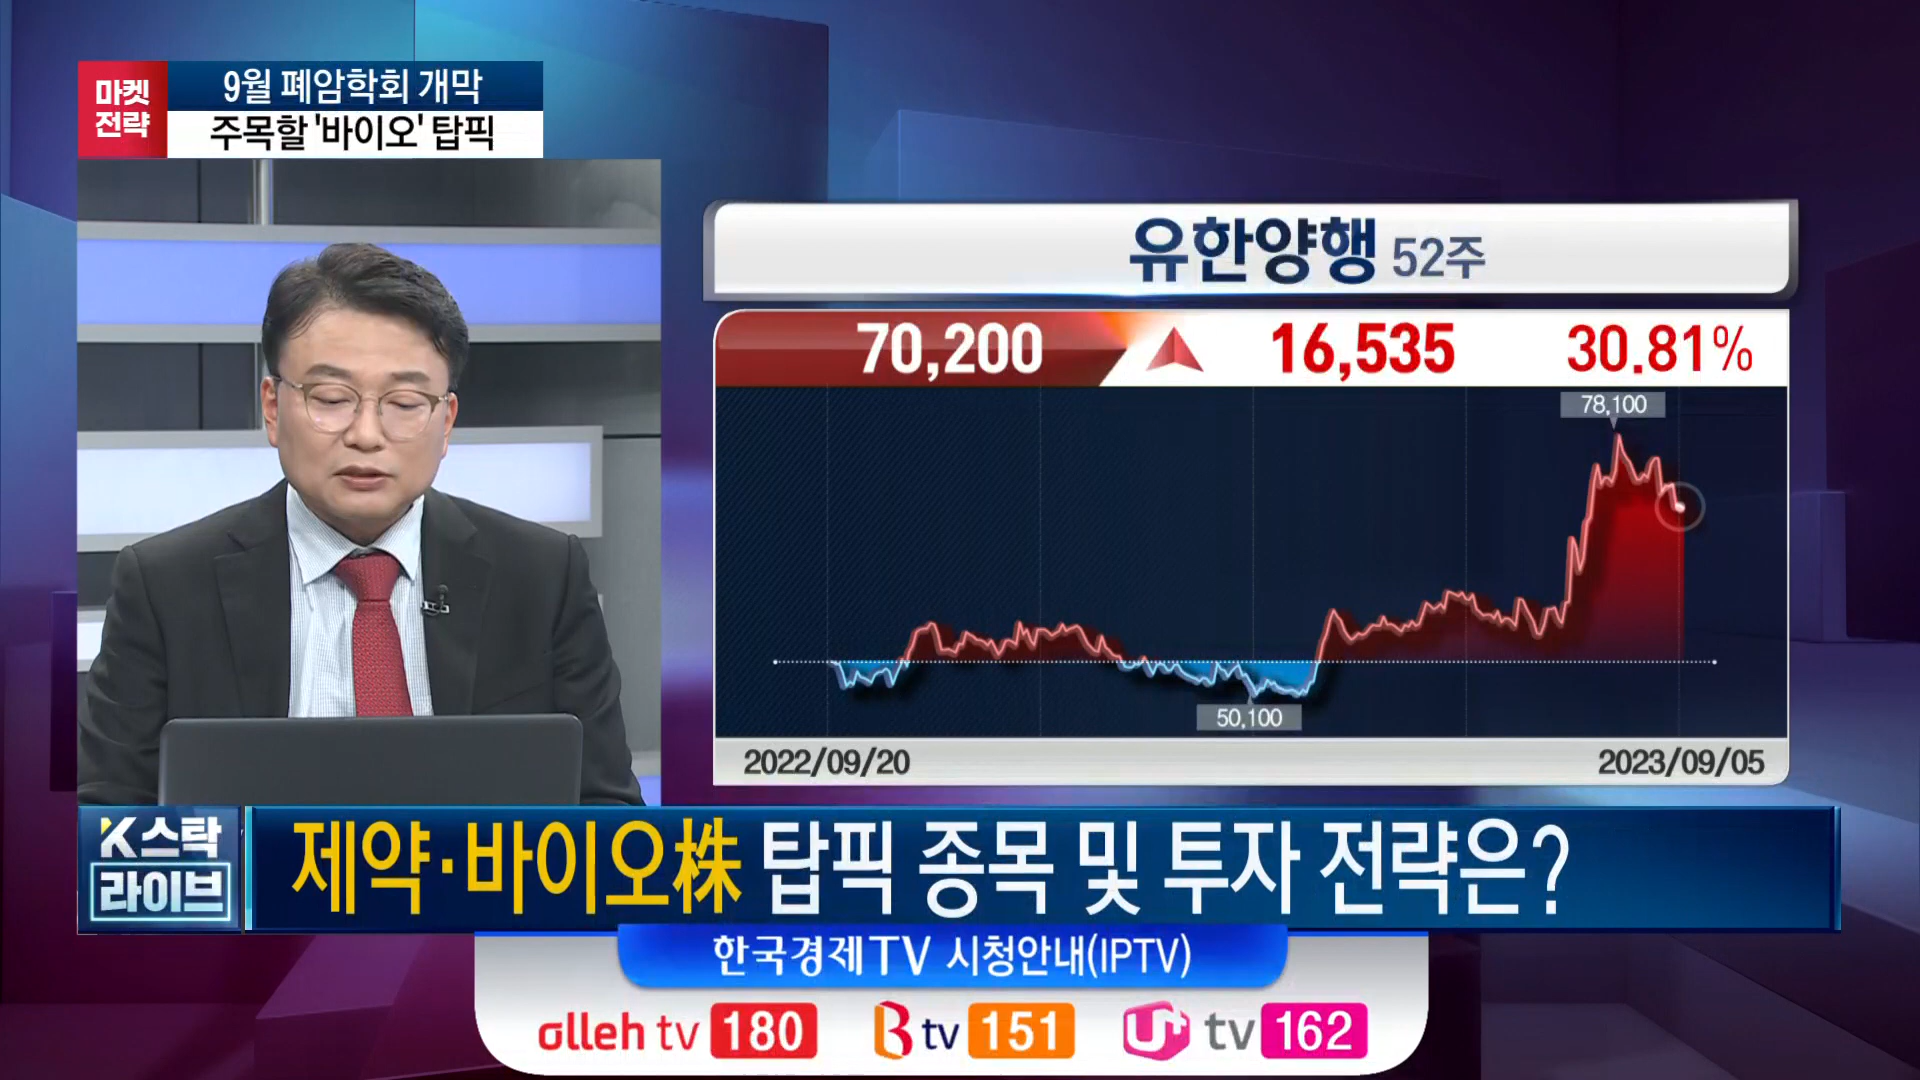 마켓
전략
9월 폐암학회 개막
주목할 '바이오' 탑픽
유한양행 52주
70,200 16,535 30.81%
78,100
50,100
2022/09/20 2023/09/05
K스탁
라이브
제약·바이오株 탑픽 종목 및 투자 전략은?
한국경제TV 시청안내(IPTV)
olleh tv 180 B tv 151 U+ tv 162